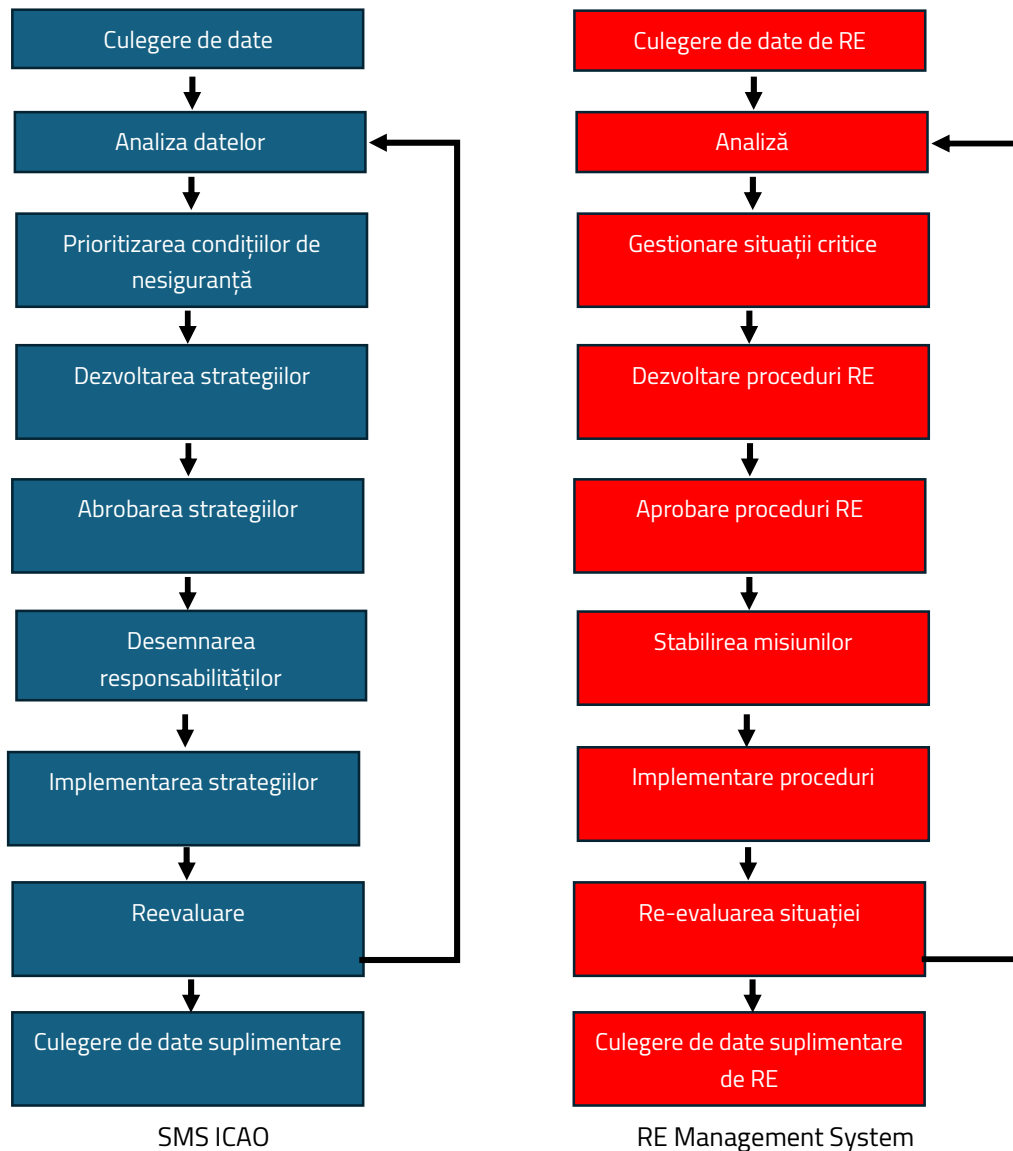 Culegere de date
Analiza datelor
Prioritizarea condițiilor de
nesiguranță
Dezvoltarea strategiilor
Abrobarea strategiilor
Desemnarea
responsabilităților
Implementarea strategiilor
Reevaluare
Culegere de date suplimentare
SMS ICAO
Culegere de date de RE
Analiză
Gestionare situații critice
Dezvoltare proceduri RE
Aprobare proceduri RE
Stabilirea misiunilor
Implementare proceduri
Re-evaluarea situației
Culegere de date suplimentare
de RE
RE Management System